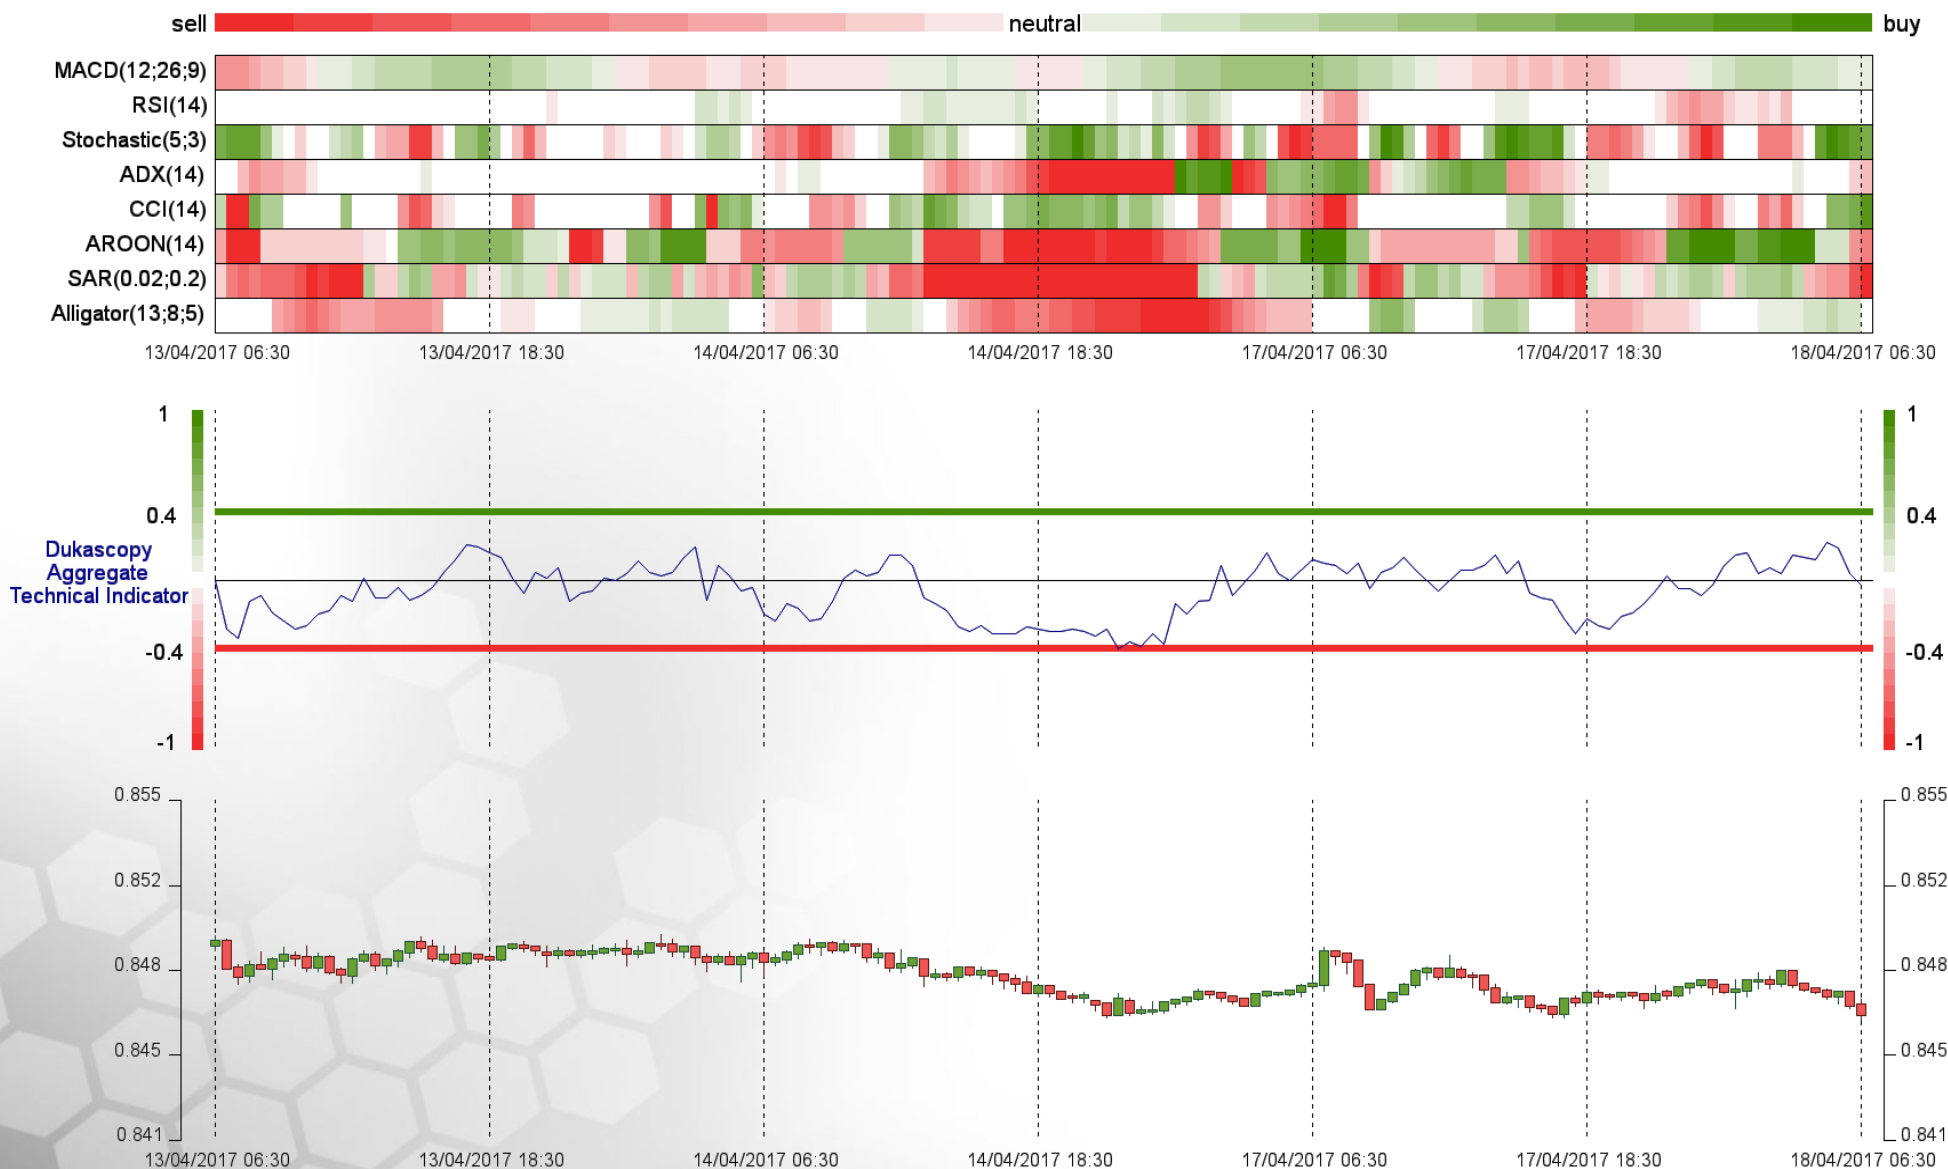 sell neutral buy
MACD(12;26;9)
RSI(14)
Stochastic(5;3)
ADX(14)
CCI(14)
AROON(14)
SAR(0.02;0.2)
Alligator(13;8;5)
13/04/2017 06:30 13/04/2017 18:30 14/04/2017 06:30 14/04/2017 18:30 17/04/2017 06:30 17/04/2017 18:30 18/04/2017 06:30
1 1
0.4 0.4
Dukascopy
Aggregate
Technical Indicator
-0.4 -0.4
-1 -1
0.855 0.855
0.852 0.852
0.848 0.848
0.845 0.845
0.841 0.841
13/04/2017 06:30 13/04/2017 18:30 14/04/2017 06:30 14/04/2017 18:30 17/04/2017 06:30 17/04/2017 18:30 18/04/2017 06:30